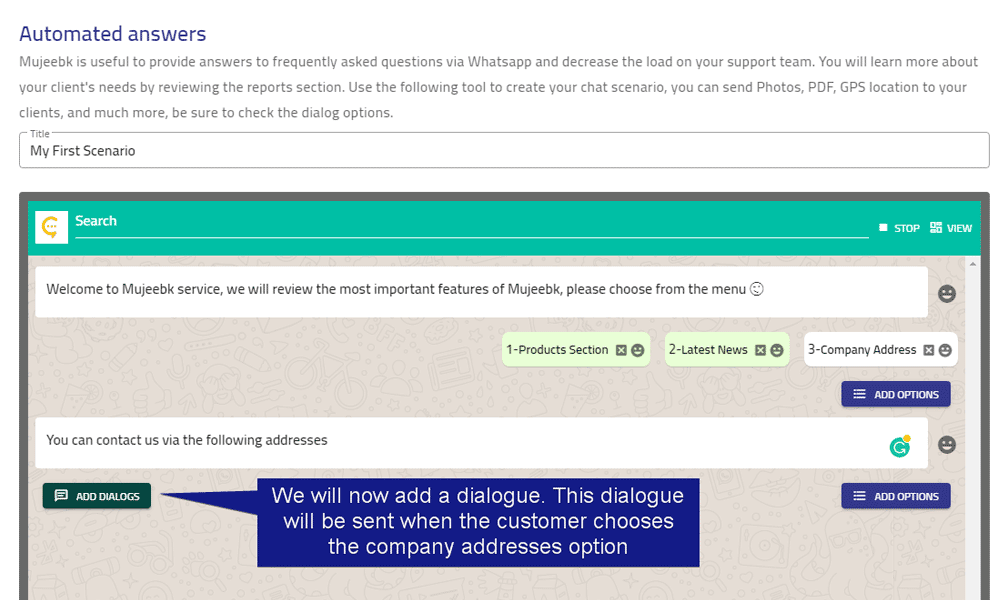 Automated answers
Mujeebk is useful to provide answers to frequently asked questions via Whatsapp and decrease the load on your support team. You will learn more about
your client's needs by reviewing the reports section. Use the following tool to create your chat scenario, you can send Photos, PDF, GPS location to your
clients, and much more, be sure to check the dialog options.
Title
My First Scenario
Search
STOP VIEW
Welcome to Mujeebk service, we will review the most important features of Mujeebk, please choose from the menu
1-Products Section 2-Latest News 3-Company Address
ADD OPTIONS
You can contact us via the following addresses
ADD DIALOGS
ADD OPTIONS
We will now add a dialogue. This dialogue
will be sent when the customer chooses
the company addresses option